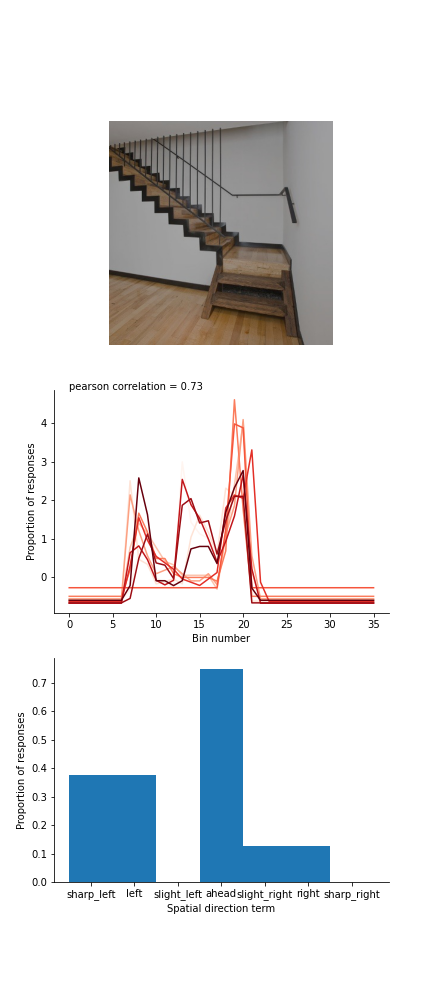 pearson correlation = 0.73
Proportion of responses
4
3
2
1
0
0 5 10 15 20 25 30 35
Bin number
Proportion of responses
0.7
0.6
0.5
0.4
0.3
0.2
0.1
0.0
sharp_left left slight_left ahead slight_right right sharp_right
Spatial direction term